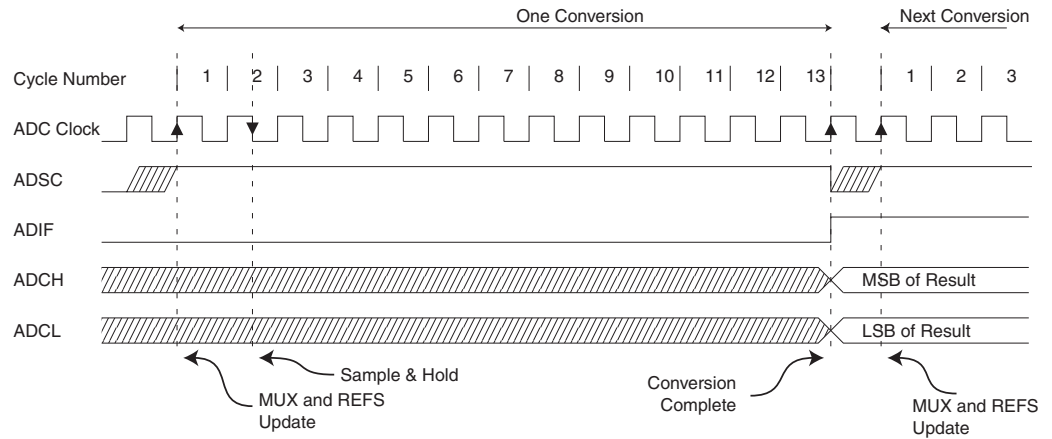 One Conversion
Next Conversion
Cycle Number
1 2 3 4 5 6 7 8 9 10 11 12 13 1 2 3
ADC Clock
ADSC
ADIF
ADCH
MSB of Result
ADCL
LSB of Result
Sample & Hold
MUX and REFS
Update
Conversion
Complete
MUX and REFS
Update